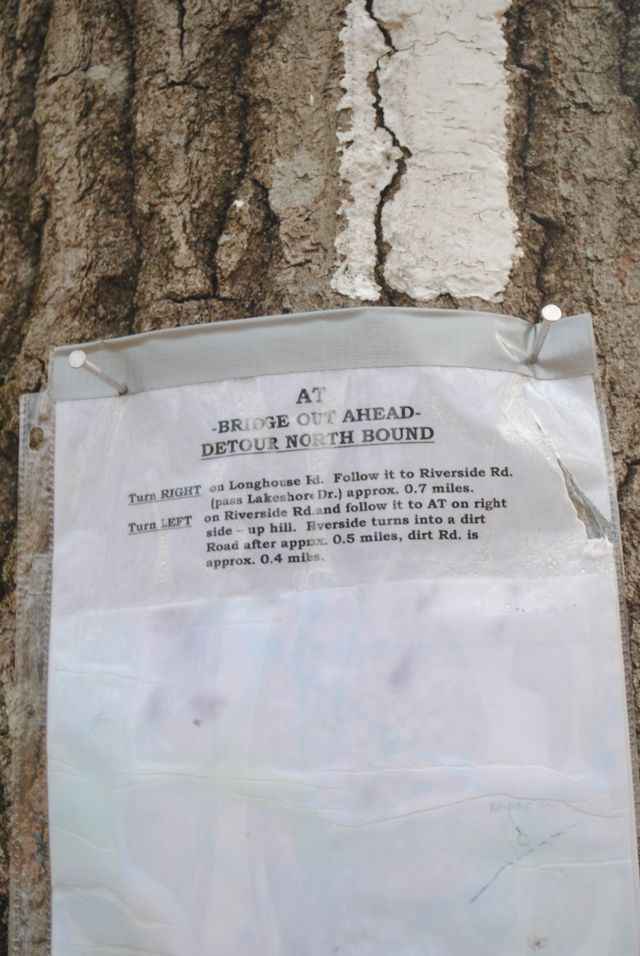 AT
-BRIDGE OUT AHEAD-
DETOUR NORTH BOUND
Turn RIGHT on Longhouse Rd. Follow it to Riverside Rd.
(pass Lakeshore Dr.) approx. 0.7 miles.
Turn LEFT on Riverside Rd. and follow it to AT on right
side – up hill. Riverside turns into a dirt
Road after approx. 0.5 miles, dirt Rd. is
approx. 0.4 miles.
BRIDGE